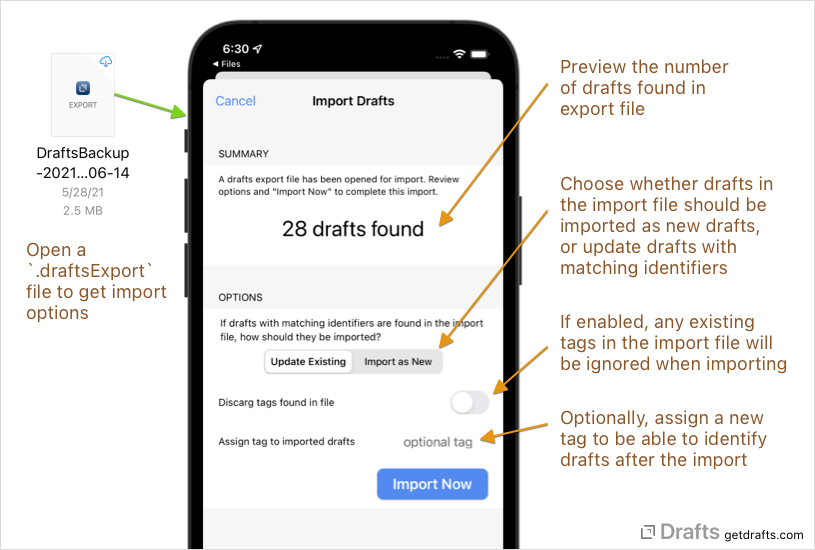 6:30
Files
Cancel
Import Drafts
EXPORT
DraftsBackup
-2021...06-14
5/28/21
2.5 MB
Open a
`.draftsExport`
file to get import
options
SUMMARY
A drafts export file has been opened for import. Review
options and "Import Now" to complete this import.
28 drafts found
OPTIONS
If drafts with matching identifiers are found in the import
file, how should they be imported?
Update Existing
Import as New
Discarg tags found in file
Assign tag to imported drafts
optional tag
Import Now
Preview the number
of drafts found in
export file
Choose whether drafts in
the import file should be
imported as new drafts,
or update drafts with
matching identifiers
If enabled, any existing
tags in the import file will
be ignored when importing
Optionally, assign a new
tag to be able to identify
drafts after the import
Drafts getdrafts.com